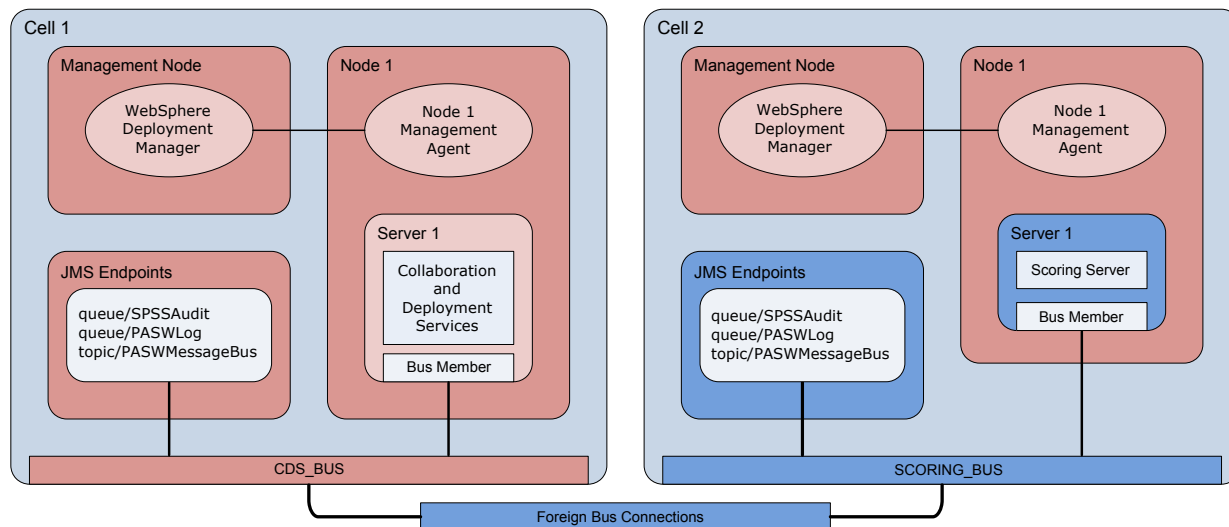 Cell 1
Management Node
WebSphere
Deployment
Manager
Node 1
Node 1
Management
Agent
Server 1
Collaboration
and
Deployment
Services
Bus Member
JMS Endpoints
queue/SPSSAudit
queue/PASWLog
topic/PASWMessageBus
CDS_BUS
Cell 2
Management Node
WebSphere
Deployment
Manager
Node 1
Node 1
Management
Agent
Server 1
Scoring Server
Bus Member
JMS Endpoints
queue/SPSSAudit
queue/PASWLog
topic/PASWMessageBus
SCORING_BUS
Foreign Bus Connections